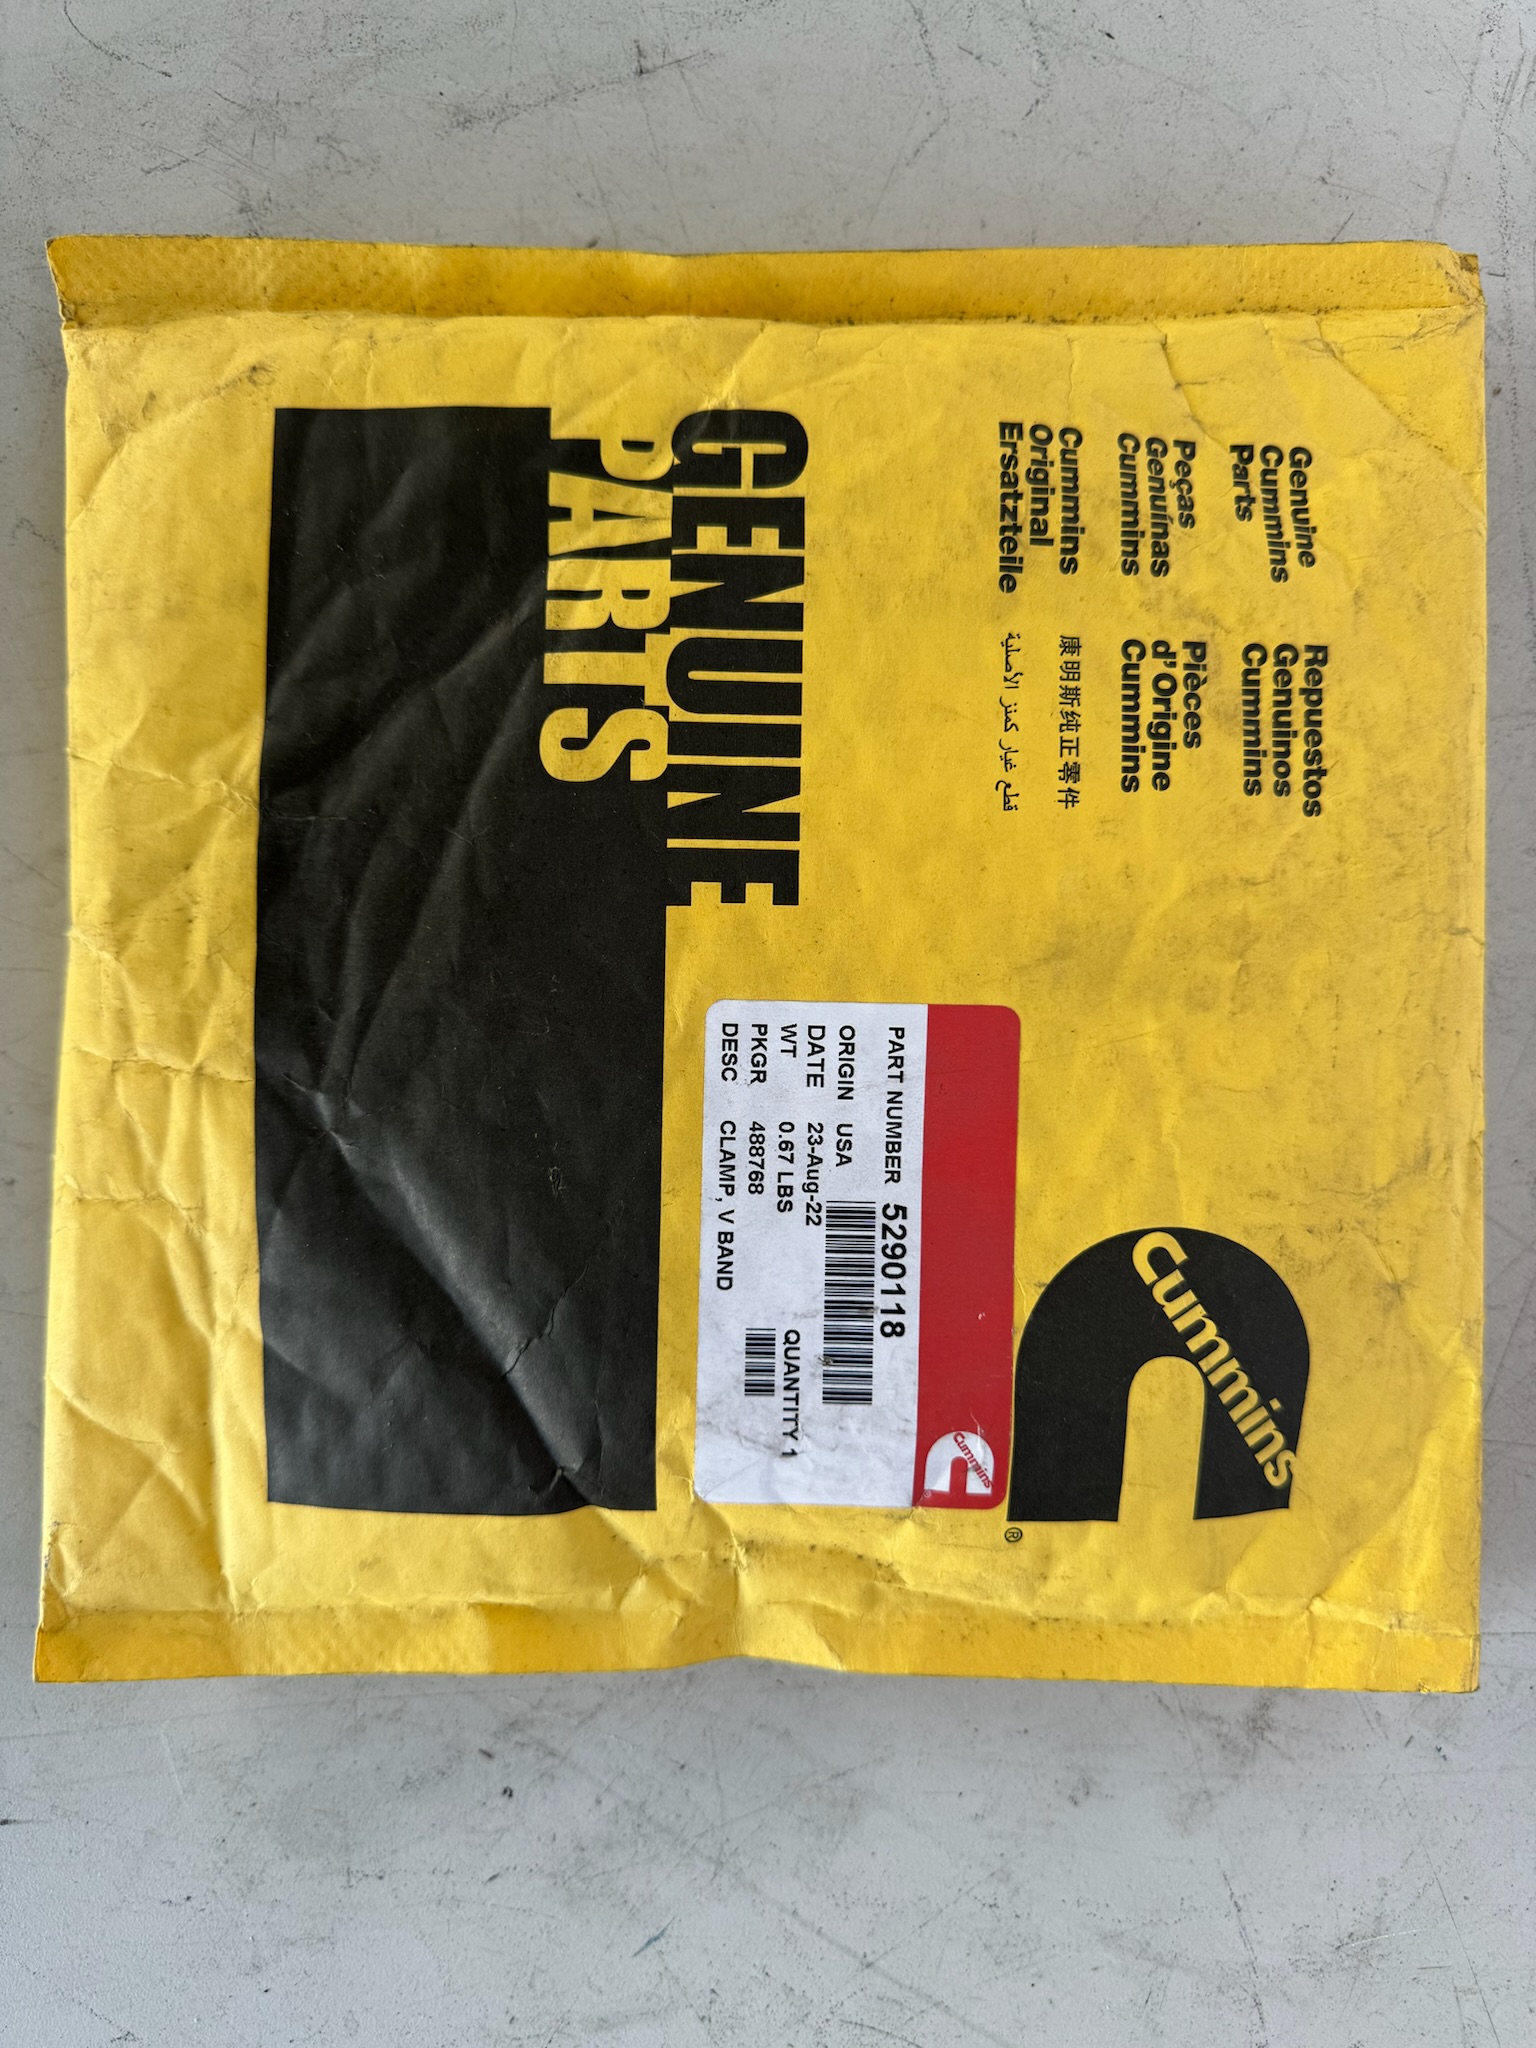 Genuine
Cummins
Parts
Repuestos
Genuinos
Cummins
Peças
Genuínas
Cummins
Pièces
d'Origine
Cummins
Cummins
Original
Ersatzteile
康明斯纯正零件
قطع غيار كمنز الأصلية
Cummins
®
Cummins
®
PART NUMBER 5290118
ORIGIN USA
DATE 23-Aug-22
WT 0.67 LBS
QUANTITY 1
PKGR 488768
DESC CLAMP, V BAND
GENUINE
PARTS